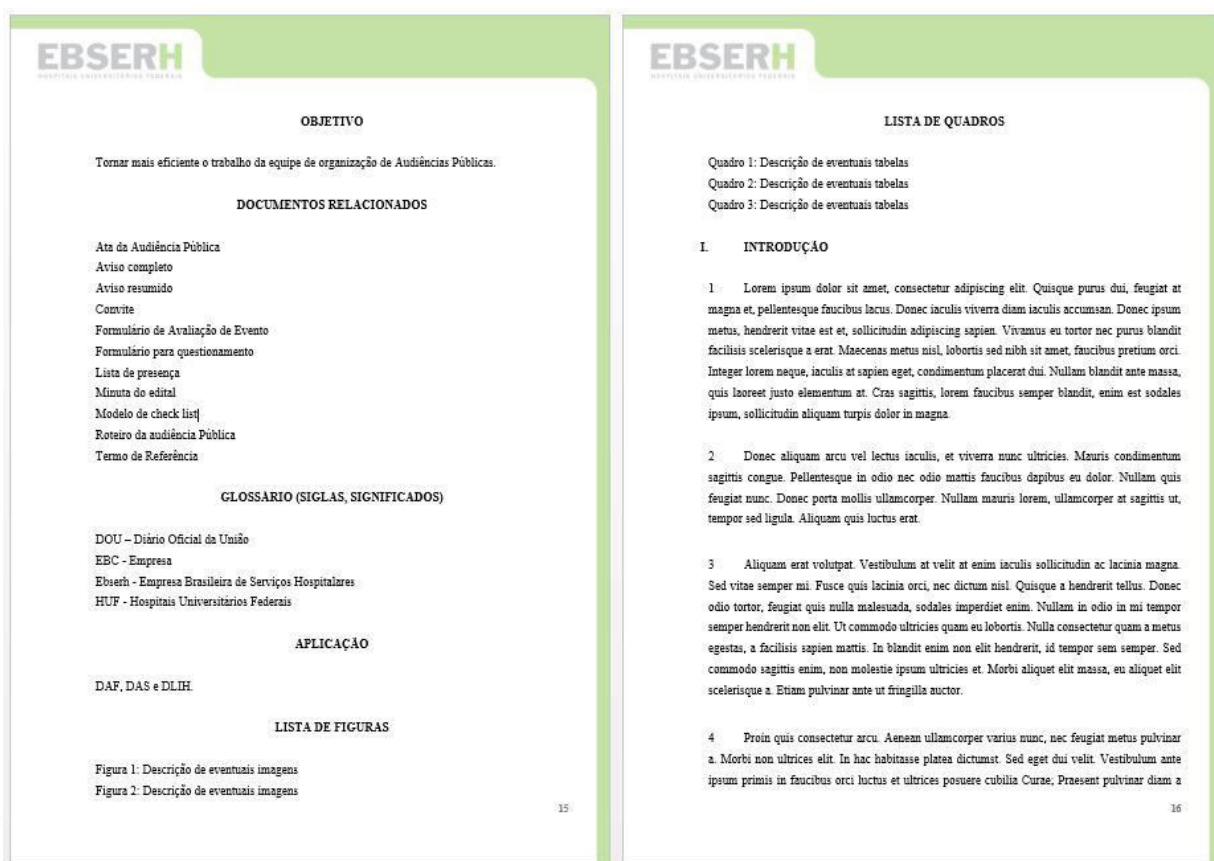 EBSERH
HOSPITAIS UNIVERSITÁRIOS FEDERAIS
OBJETIVO
Tornar mais eficiente o trabalho da equipe de organização de Audiências Públicas.
DOCUMENTOS RELACIONADOS
Ata da Audiência Pública
Aviso completo
Aviso resumido
Convite
Formulário de Avaliação de Evento
Formulário para questionamento
Lista de presença
Minuta do edital
Modelo de check list
Roteiro da audiência Pública
Termo de Referência
GLOSSÁRIO (SIGLAS, SIGNIFICADOS)
DOU – Diário Oficial da União
EBC - Empresa
Ebserh - Empresa Brasileira de Serviços Hospitalares
HUF - Hospitais Universitários Federais
APLICAÇÃO
DAF, DAS e DLIH.
LISTA DE FIGURAS
Figura 1: Descrição de eventuais imagens
Figura 2: Descrição de eventuais imagens
15
EBSERH
HOSPITAIS UNIVERSITÁRIOS FEDERAIS
LISTA DE QUADROS
Quadro 1: Descrição de eventuais tabelas
Quadro 2: Descrição de eventuais tabelas
Quadro 3: Descrição de eventuais tabelas
I. INTRODUÇÃO
1 Lorem ipsum dolor sit amet, consectetur adipiscing elit. Quisque purus dui, feugiat at
magna et, pellentesque faucibus lacus. Donec iaculis viverra diam iaculis accumsan. Donec ipsum
metus, hendrerit vitae est et, sollicitudin adipiscing sapien. Vivamus eu tortor nec purus blandit
facilisis scelerisque a erat. Maecenas metus nisl, lobortis sed nibh sit amet, faucibus pretium orci.
Integer lorem neque, iaculis at sapien eget, condimentum placerat dui. Nullam blandit ante massa,
quis laoreet justo elementum at. Cras sagittis, lorem faucibus semper blandit, enim est sodales
ipsum, sollicitudin aliquam turpis dolor in magna.
2 Donec aliquam arcu vel lectus iaculis, et viverra nunc ultricies. Mauris condimentum
sagittis congue. Pellentesque in odio nec odio mattis faucibus dapibus eu dolor. Nullam quis
feugiat nunc. Donec porta mollis ullamcorper. Nullam mauris lorem, ullamcorper at sagittis ut,
tempor sed ligula. Aliquam quis luctus erat.
3 Aliquam erat volutpat. Vestibulum at velit at enim iaculis sollicitudin ac lacinia magna.
Sed vitae semper mi. Fusce quis lacinia orci, nec dictum nisl. Quisque a hendrerit tellus. Donec
odio tortor, feugiat quis nulla malesuada, sodales imperdiet enim. Nullam in odio in mi tempor
semper hendrerit non elit. Ut commodo ultricies quam eu lobortis. Nulla consectetur quam a metus
egestas, a facilisis sapien mattis. In blandit enim non elit hendrerit, id tempor sem semper. Sed
commodo sagittis enim, non molestie ipsum ultricies et. Morbi aliquet elit massa, eu aliquet elit
scelerisque a. Etiam pulvinar ante ut fringilla auctor.
4 Proin quis consectetur arcu. Aenean ullamcorper varius nunc, nec feugiat metus pulvinar
a. Morbi non ultrices elit. In hac habitasse platea dictumst. Sed eget dui velit. Vestibulum ante
ipsum primis in faucibus orci luctus et ultrices posuere cubilia Curae; Praesent pulvinar diam a
16